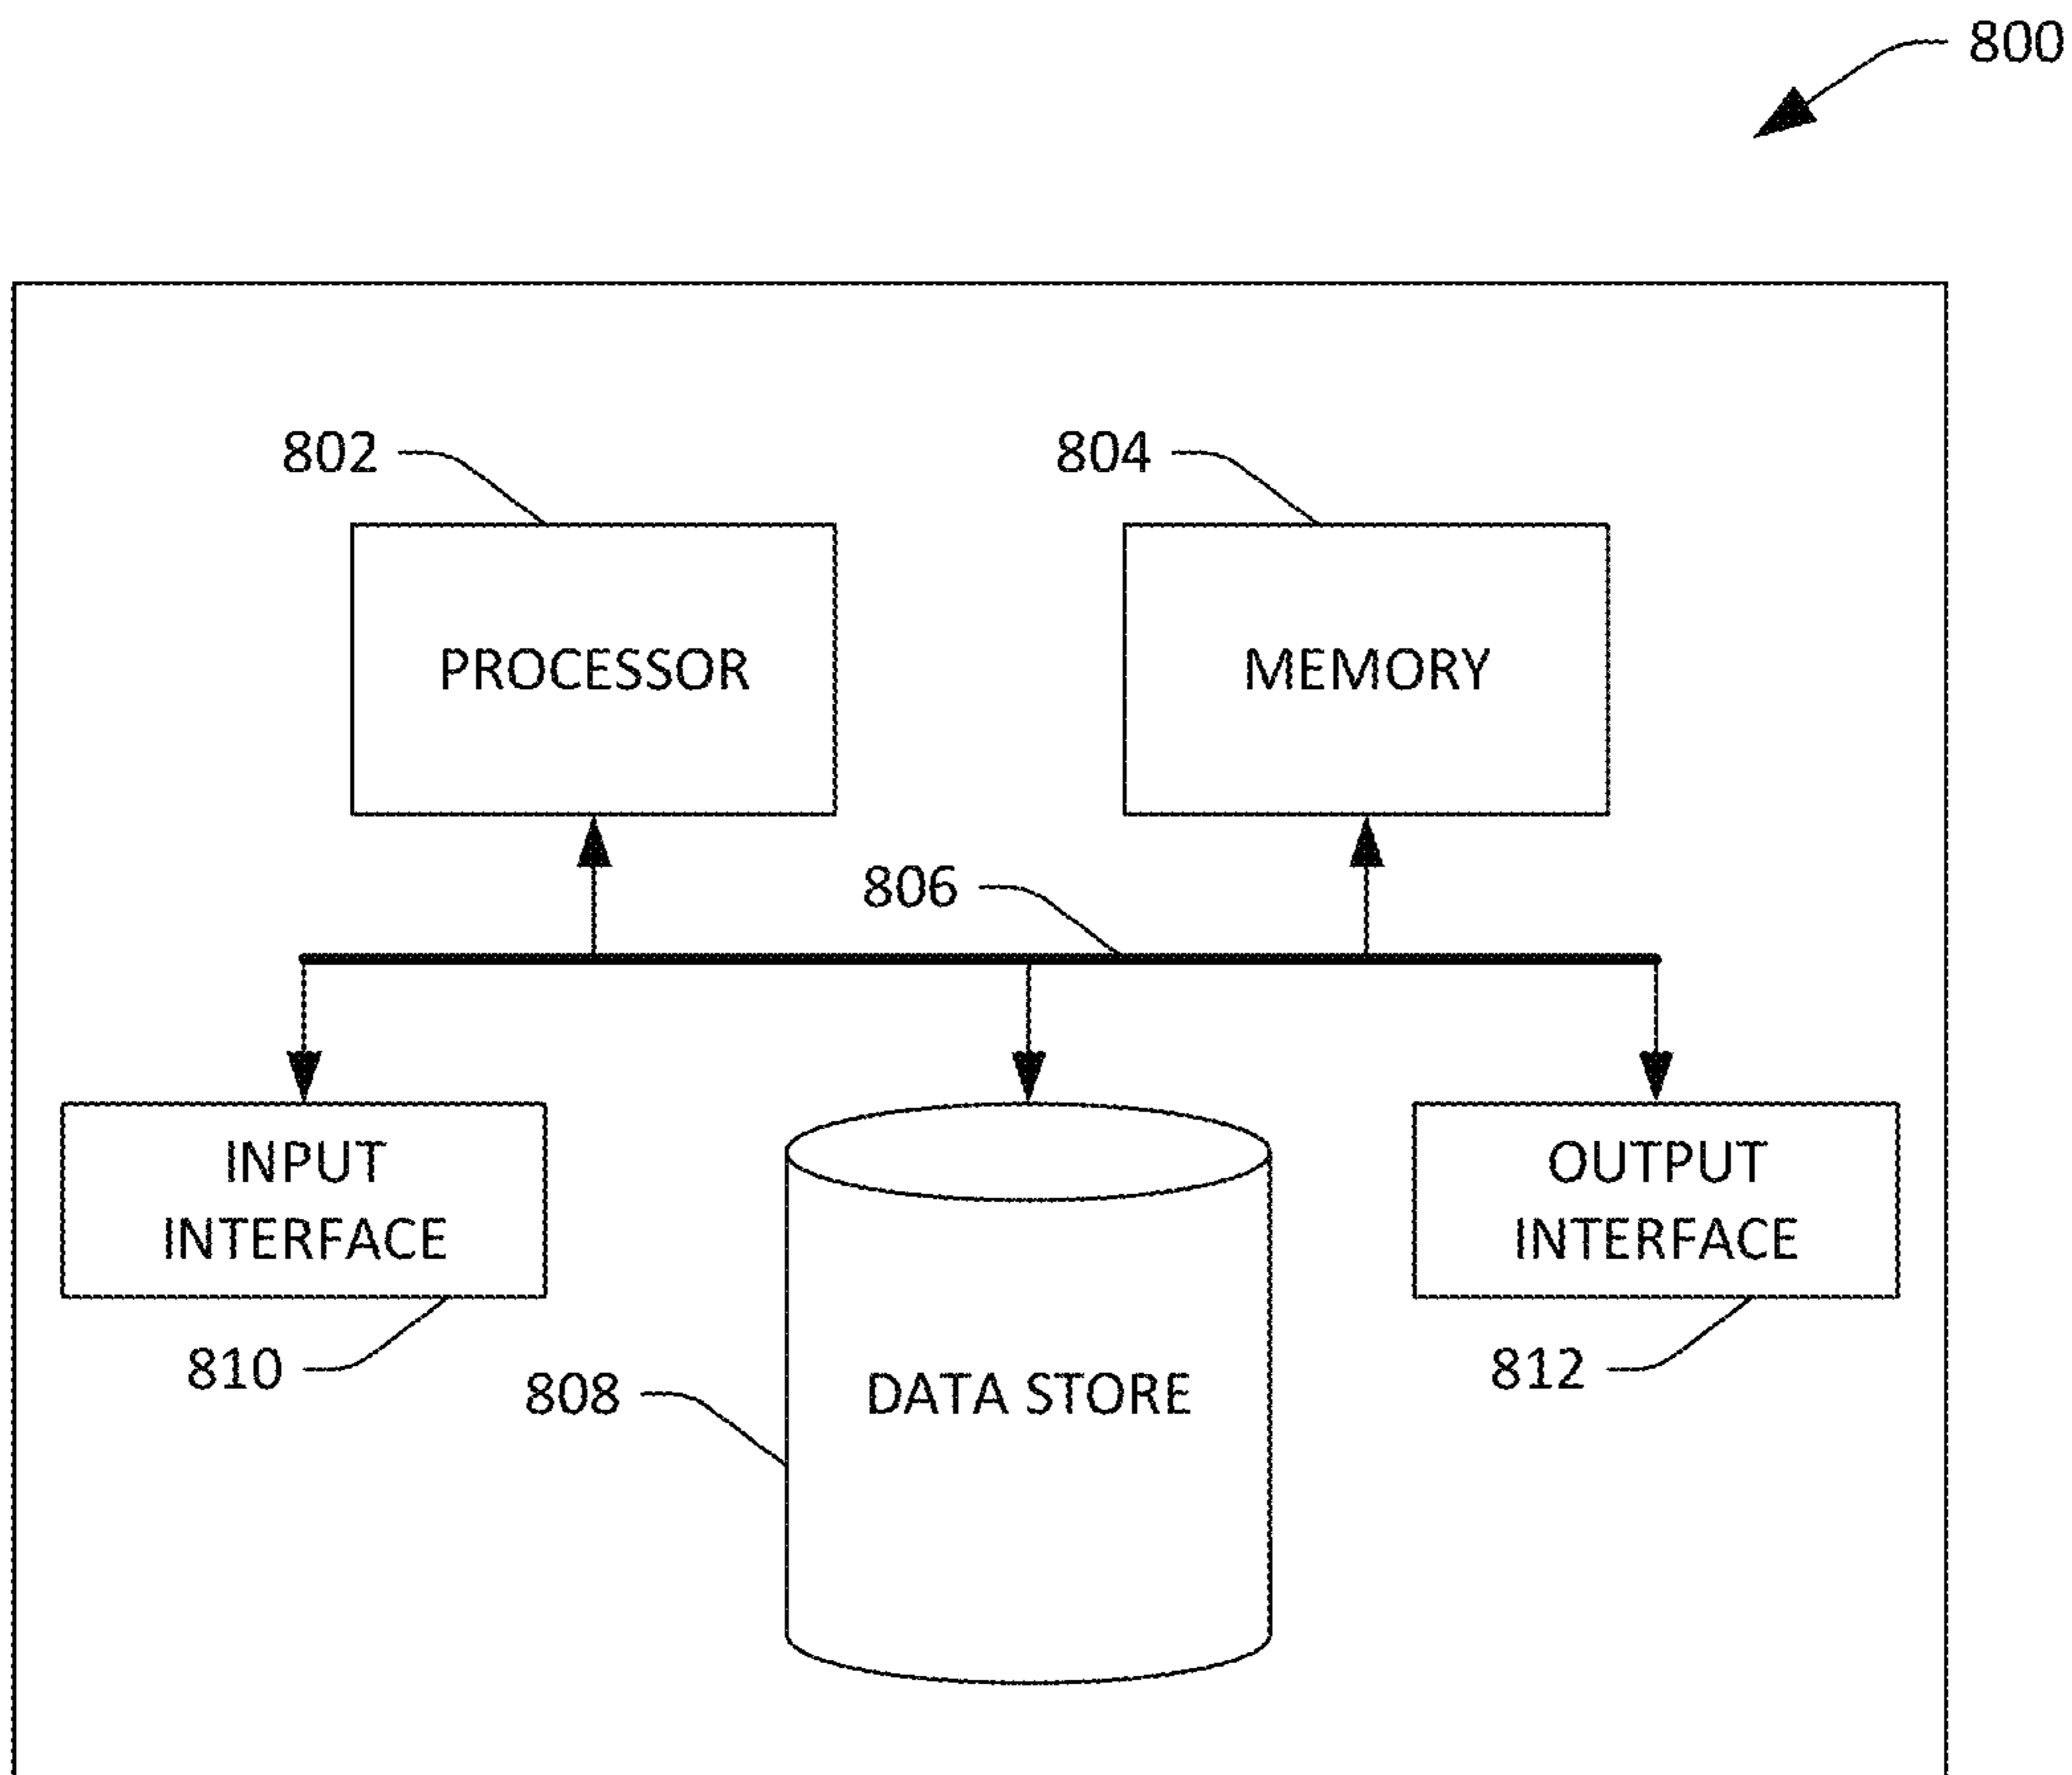 800
802
804
PROCESSOR
MEMORY
806
INPUT
INTERFACE
OUTPUT
INTERFACE
810
808
DATA STORE
812